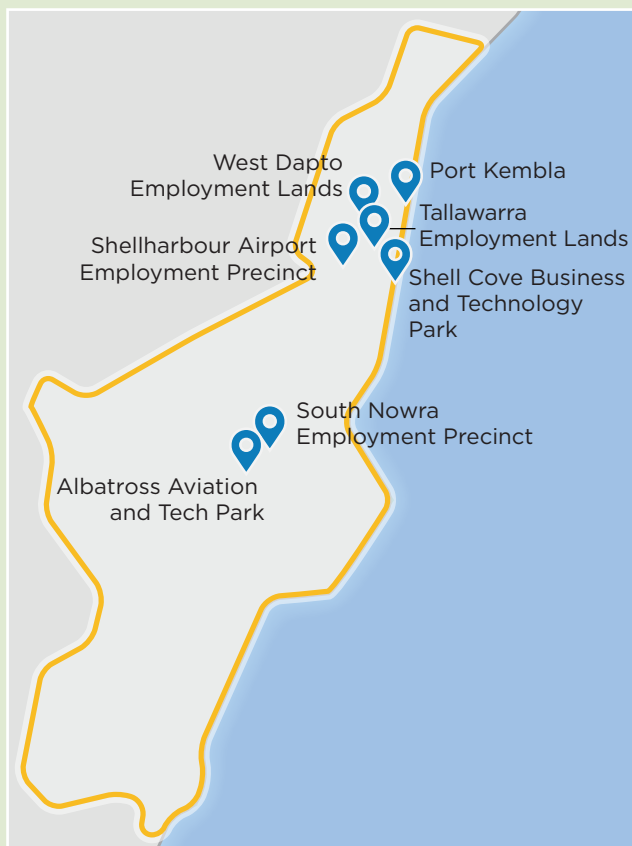 West Dapto
Employment Lands
Port Kembla
Tallawarra
Employment Lands
Shellharbour Airport
Employment Precinct
Shell Cove Business
and Technology
Park
South Nowra
Employment Precinct
Albatross Aviation
and Tech Park